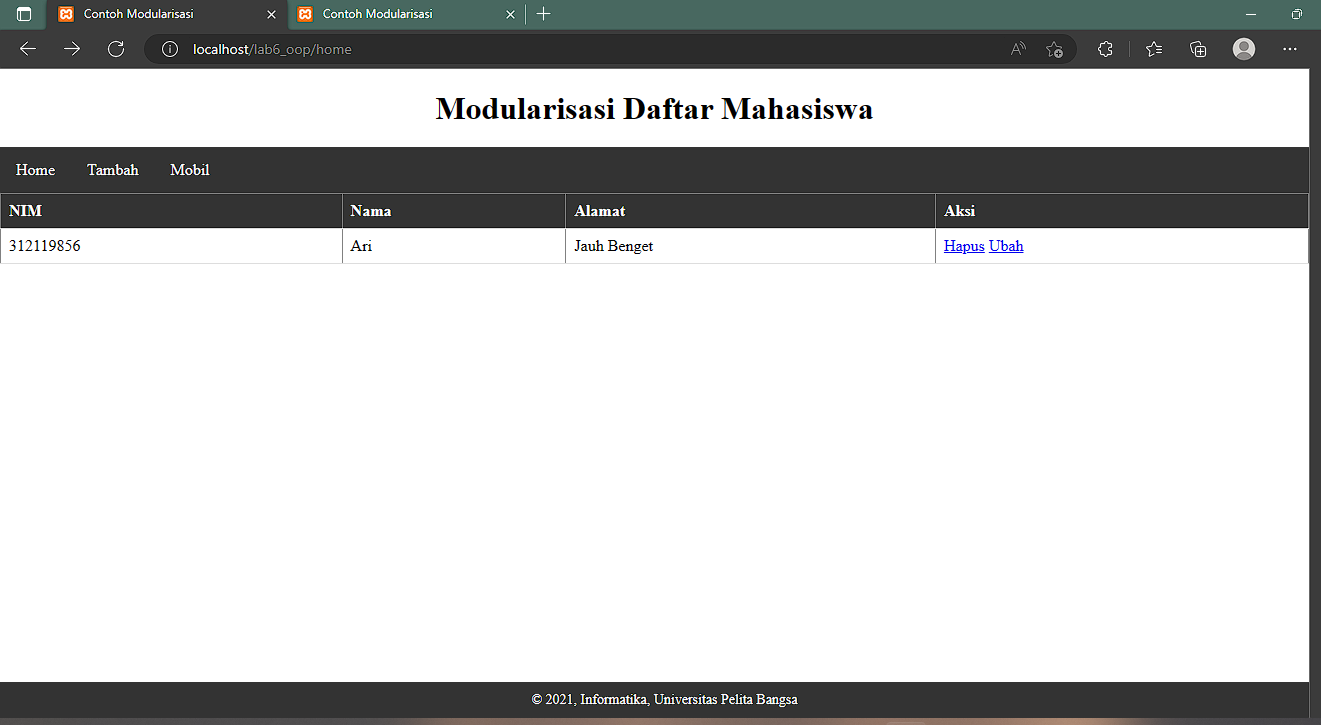 Contoh Modularisasi
Contoh Modularisasi
localhost/lab6_oop/home
Modularisasi Daftar Mahasiswa
Home Tambah Mobil
NIM Nama Alamat Aksi
312119856 Ari Jauh Benget Hapus Ubah
© 2021, Informatika, Universitas Pelita Bangsa